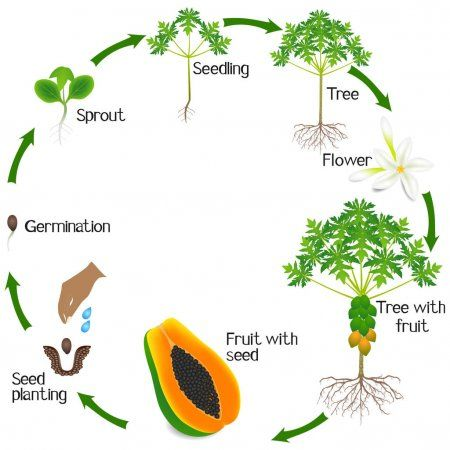 Seedling
Sprout
Tree
Flower
Germination
Tree with
fruit
Fruit with
seed
Seed
planting